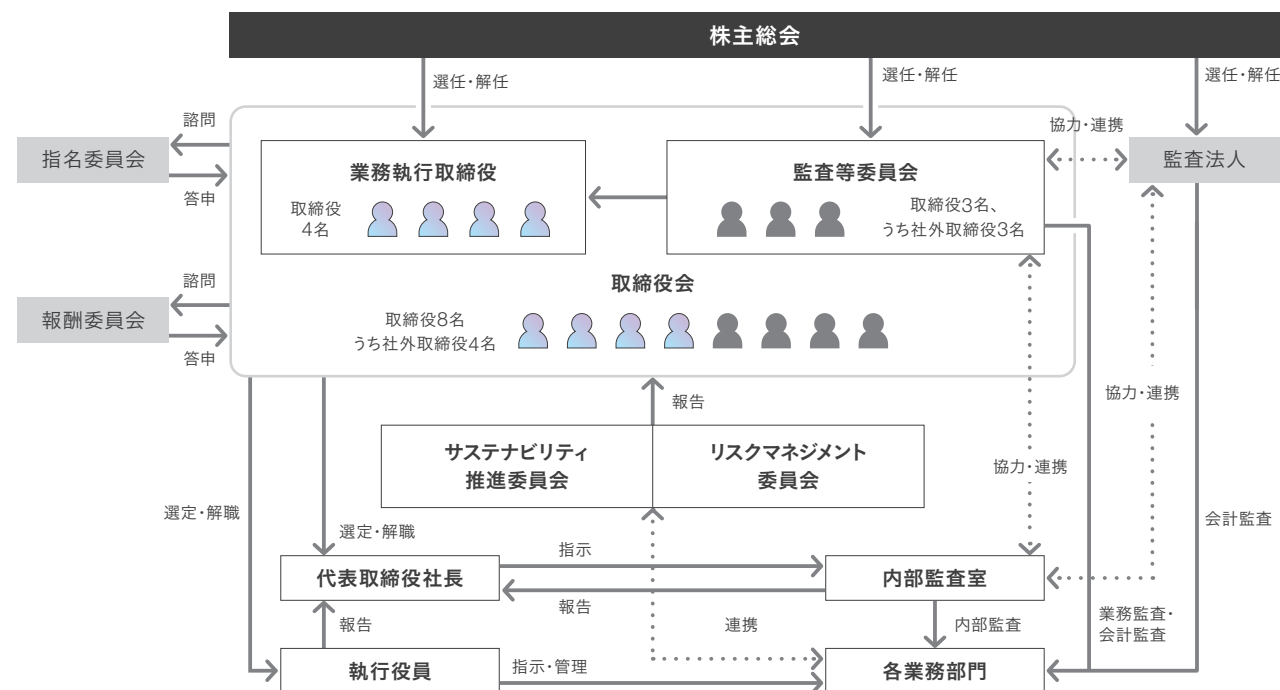 株主総会
選任・解任
選任・解任
選任・解任
諮問
指名委員会
答申
協力・連携
監査法人
業務執行取締役
取締役
4名
監査等委員会
取締役3名、
うち社外取締役3名
取締役会
諮問
報酬委員会
答申
取締役8名
うち社外取締役4名
報告
協力・連携
サステナビリティ
推進委員会
リスクマネジメント
委員会
協力・連携
選定・解職
選定・解職
会計監査
指示
代表取締役社長
内部監査室
報告
報告
連携
内部監査
業務監査・
会計監査
執行役員
指示・管理
各業務部門